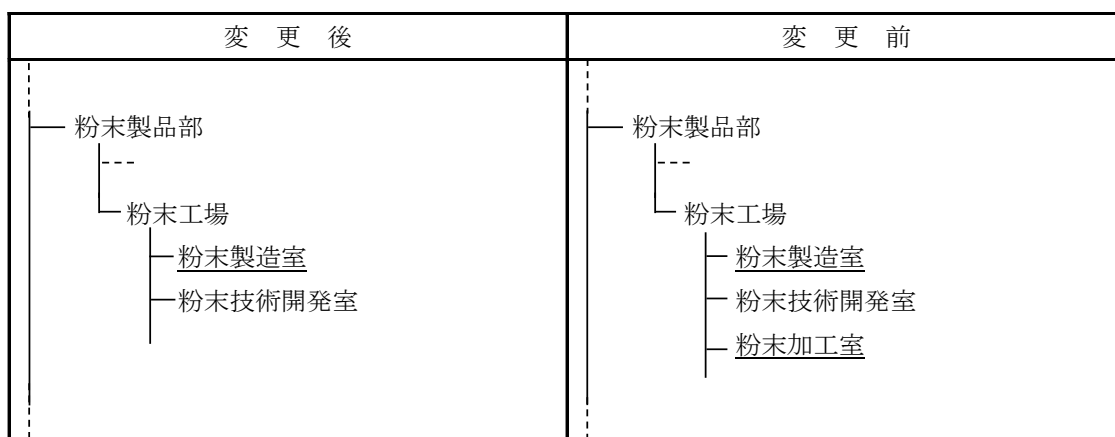 変 更 後
変 更 前
粉末製品部
粉末工場
粉末製造室
粉末技術開発室
粉末製品部
粉末工場
粉末製造室
粉末技術開発室
粉末加工室